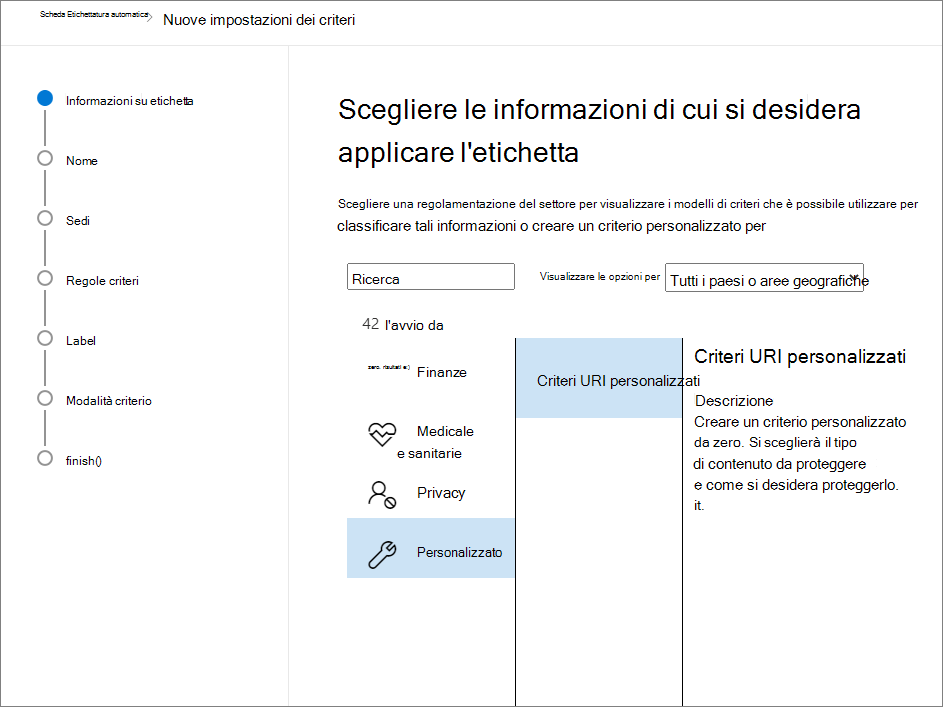 Scheda Etichettatura automatica
Nuove impostazioni dei criteri
Informazioni su etichetta
Nome
Sedi
Regole criteri
Label
Modalità criterio
finish()
Scegliere le informazioni di cui si desidera
applicare l'etichetta
Scegliere una regolamentazione del settore per visualizzare i modelli di criteri che è possibile utilizzare per
classificare tali informazioni o creare un criterio personalizzato per
Ricerca
Visualizzare le opzioni per
Tutti i paesi o aree geografiche
42 l'avvio da
zero, risultati e:)
Finanze
Medicale
e sanitarie
Privacy
Personalizzato
Criteri URI personalizzati
Criteri URI personalizzati
Descrizione
Creare un criterio personalizzato
da zero. Si sceglierà il tipo
di contenuto da proteggere
e come si desidera proteggerlo.
it.